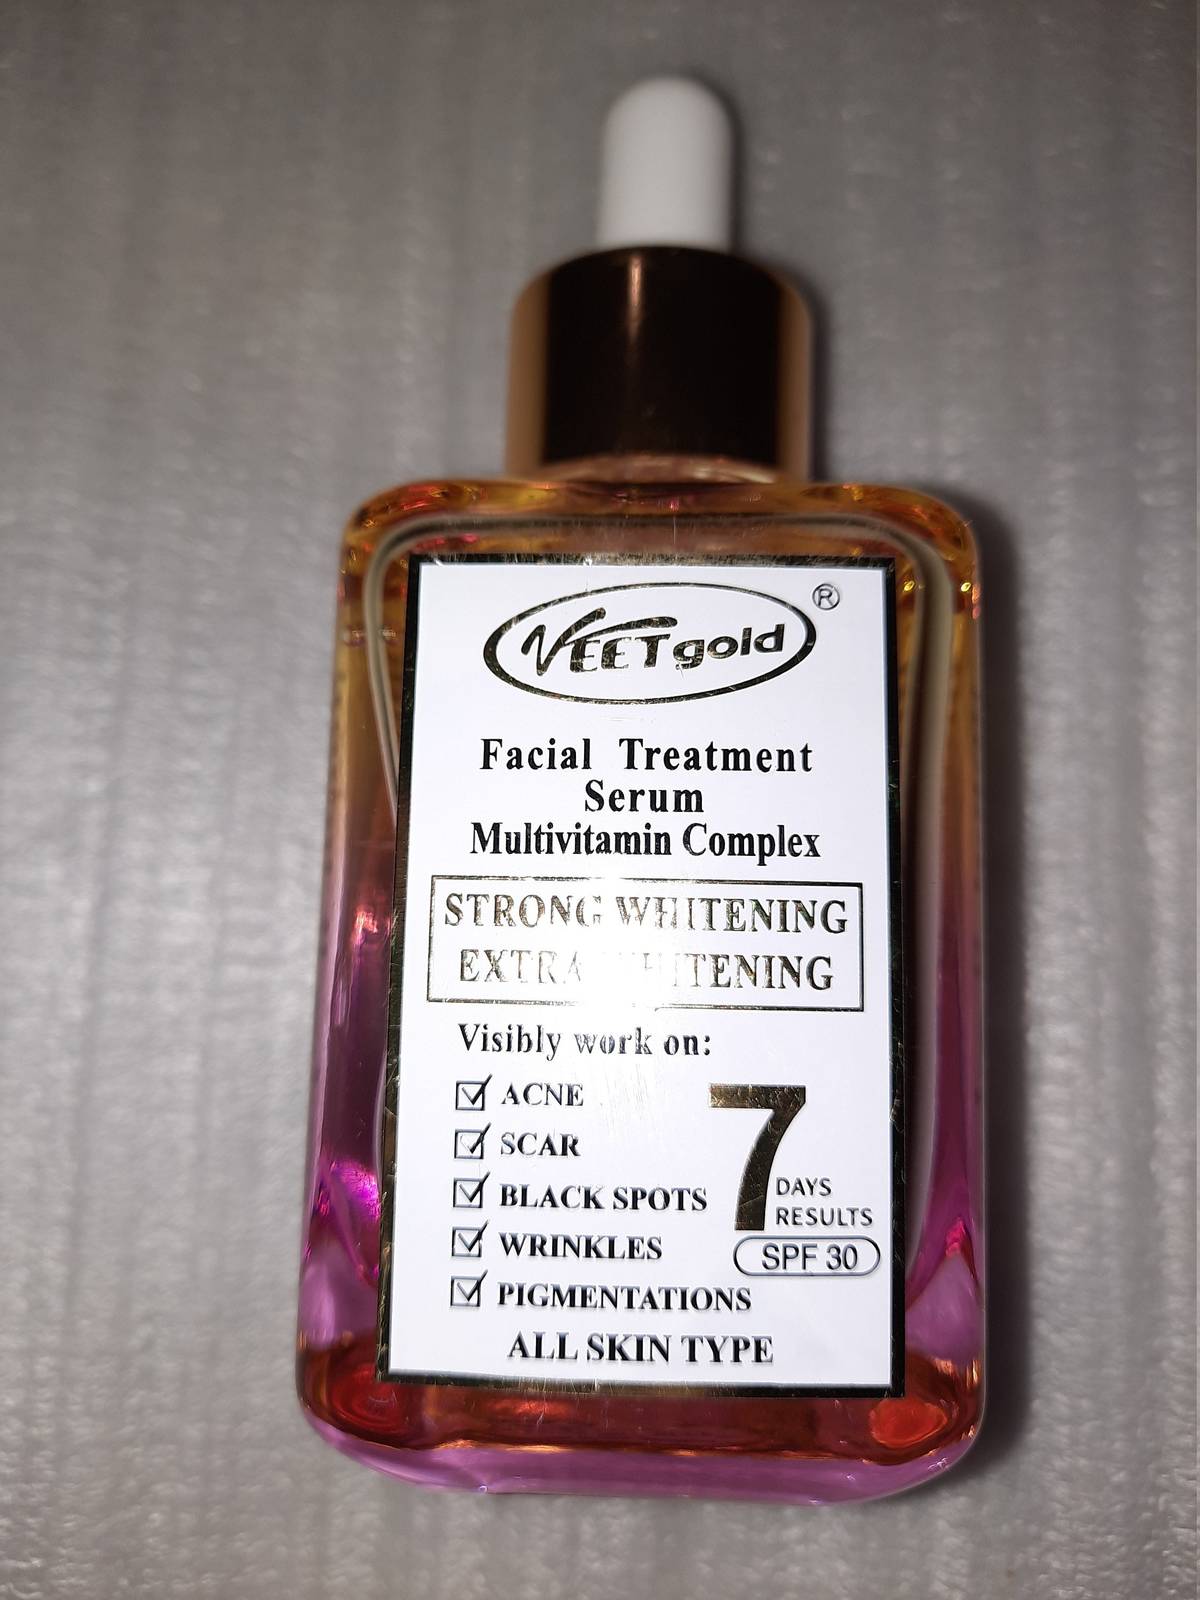 VEETgold ®
Facial Treatment
Serum
Multivitamin Complex
STRONG WHITENING
EXTRA WHITENING
Visibly work on:
ACNE
SCAR
BLACK SPOTS
WRINKLES
PIGMENTATIONS
7
DAYS
RESULTS
SPF 30
ALL SKIN TYPE